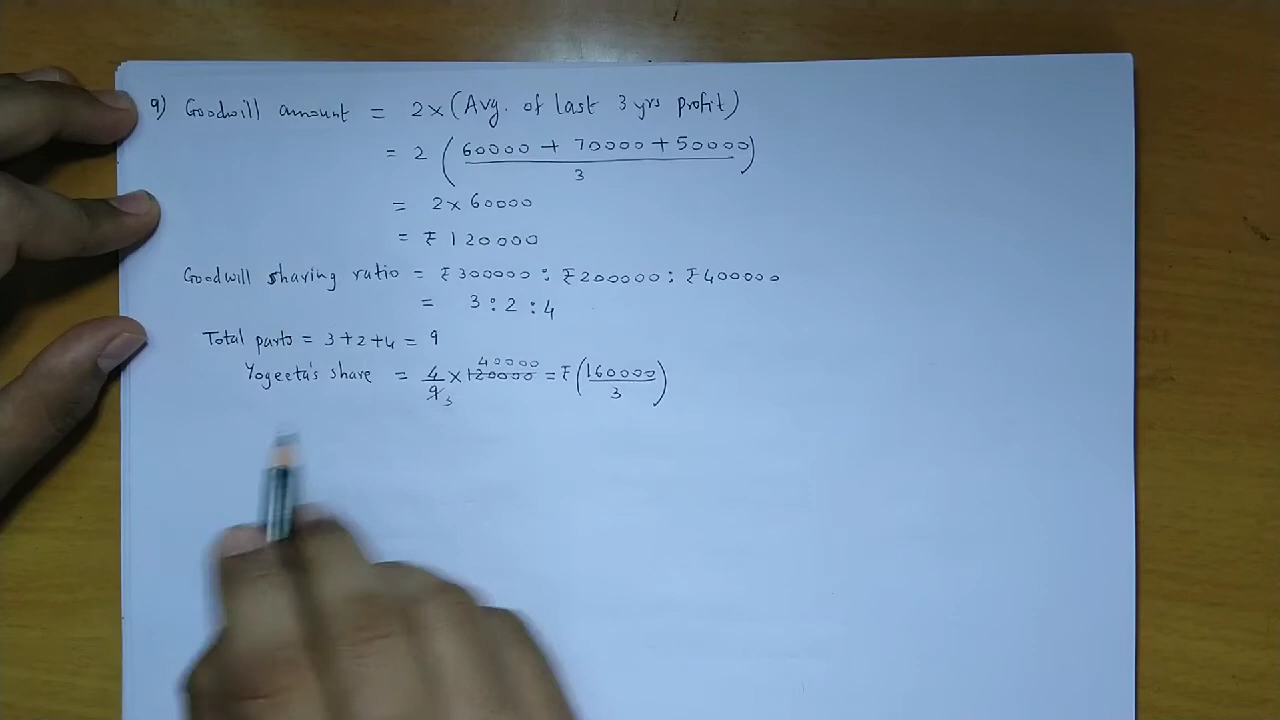 9) Goodwill amount = 2 × (Avg. of last 3 yrs profit)
= 2 ( 60000 + 70000 + 50000 / 3 )
= 2 × 60000
= ₹ 120000
Goodwill sharing ratio = ₹ 300000 : ₹ 200000 : ₹ 400000
= 3 : 2 : 4
Total parts = 3 + 2 + 4 = 9
Yogeeta's share = 4/9 3 × 120000 40000 = ₹ ( 160000 / 3 )